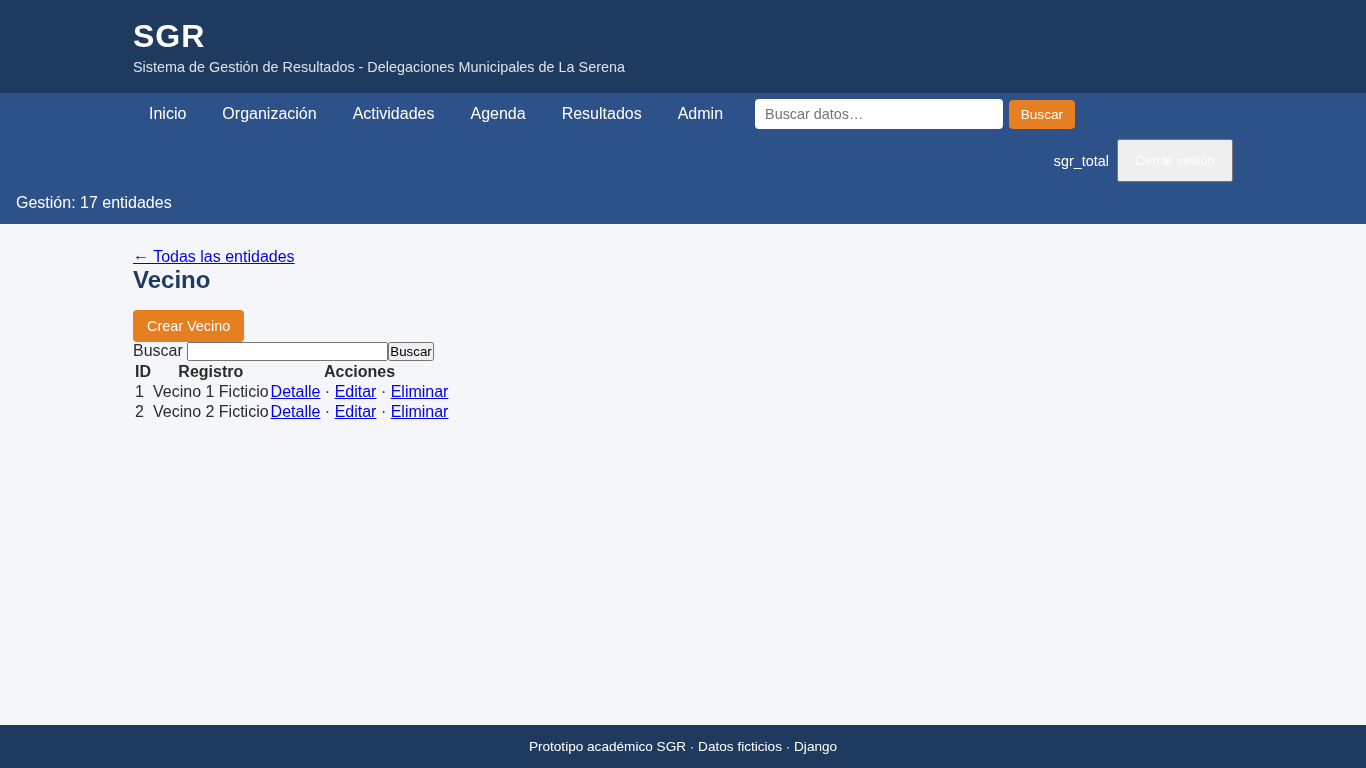 SGR
Sistema de Gestión de Resultados - Delegaciones Municipales de La Serena
Inicio Organización Actividades Agenda Resultados Admin Buscar datos… Buscar
sgr_total Cerrar sesión
Gestión: 17 entidades
← Todas las entidades
Vecino
Crear Vecino
Buscar Buscar
ID Registro Acciones
1 Vecino 1 Ficticio Detalle · Editar · Eliminar
2 Vecino 2 Ficticio Detalle · Editar · Eliminar
Prototipo académico SGR · Datos ficticios · Django